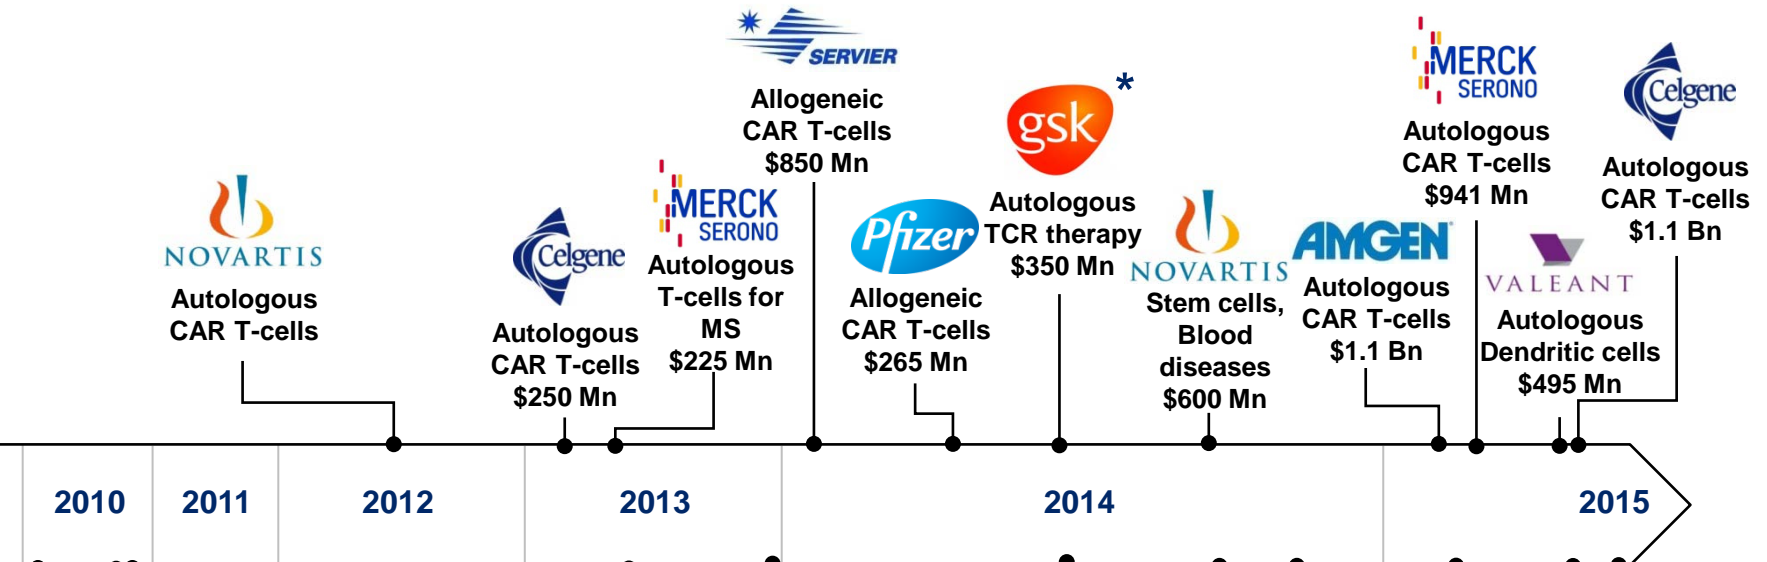 NOVARTIS
Autologous
CAR T-cells
Celgene
Autologous
CAR T-cells
$250 Mn
MERCK
SERONO
Autologous
T-cells for
MS
$225 Mn
SERVIER
Allogeneic
CAR T-cells
$850 Mn
Pfizer
Allogeneic
CAR T-cells
$265 Mn
gsk
*
Autologous
TCR therapy
$350 Mn
NOVARTIS
Stem cells,
Blood
diseases
$600 Mn
AMGEN
Autologous
CAR T-cells
$1.1 Bn
MERCK
SERONO
Autologous
CAR T-cells
$941 Mn
VALEANT
Autologous
Dendritic cells
$495 Mn
Celgene
Autologous
CAR T-cells
$1.1 Bn
2010
2011
2012
2013
2014
2015